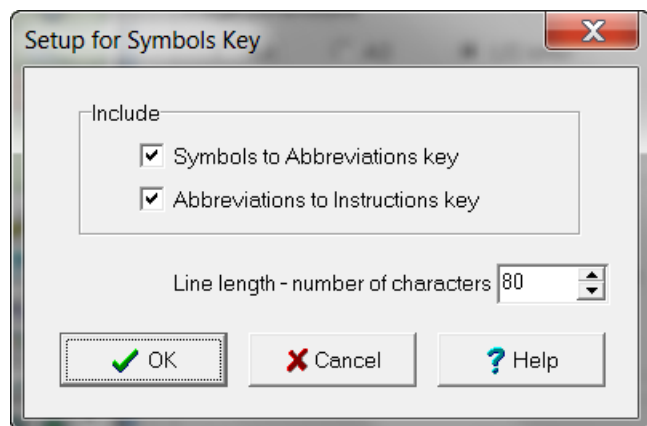 Setup for Symbols Key
Include
Symbols to Abbreviations key
Abbreviations to Instructions key
Line length - number of characters 80
OK Cancel Help